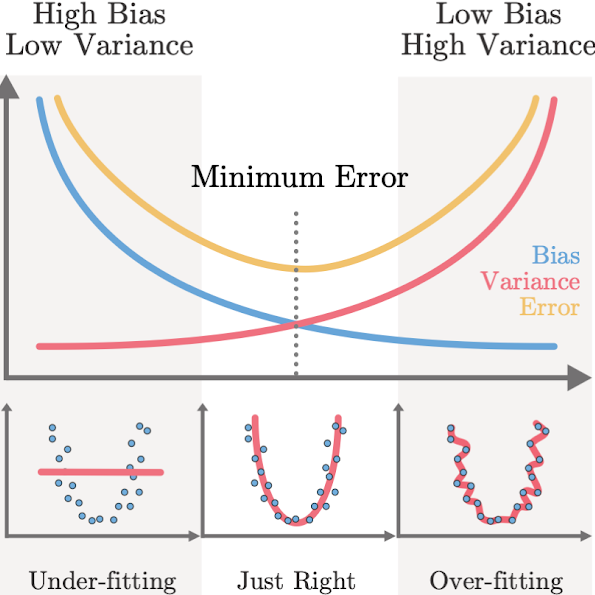 High Bias
Low Variance
Low Bias
High Variance
Minimum Error
Bias
Variance
Error
Under-fitting
Just Right
Over-fitting